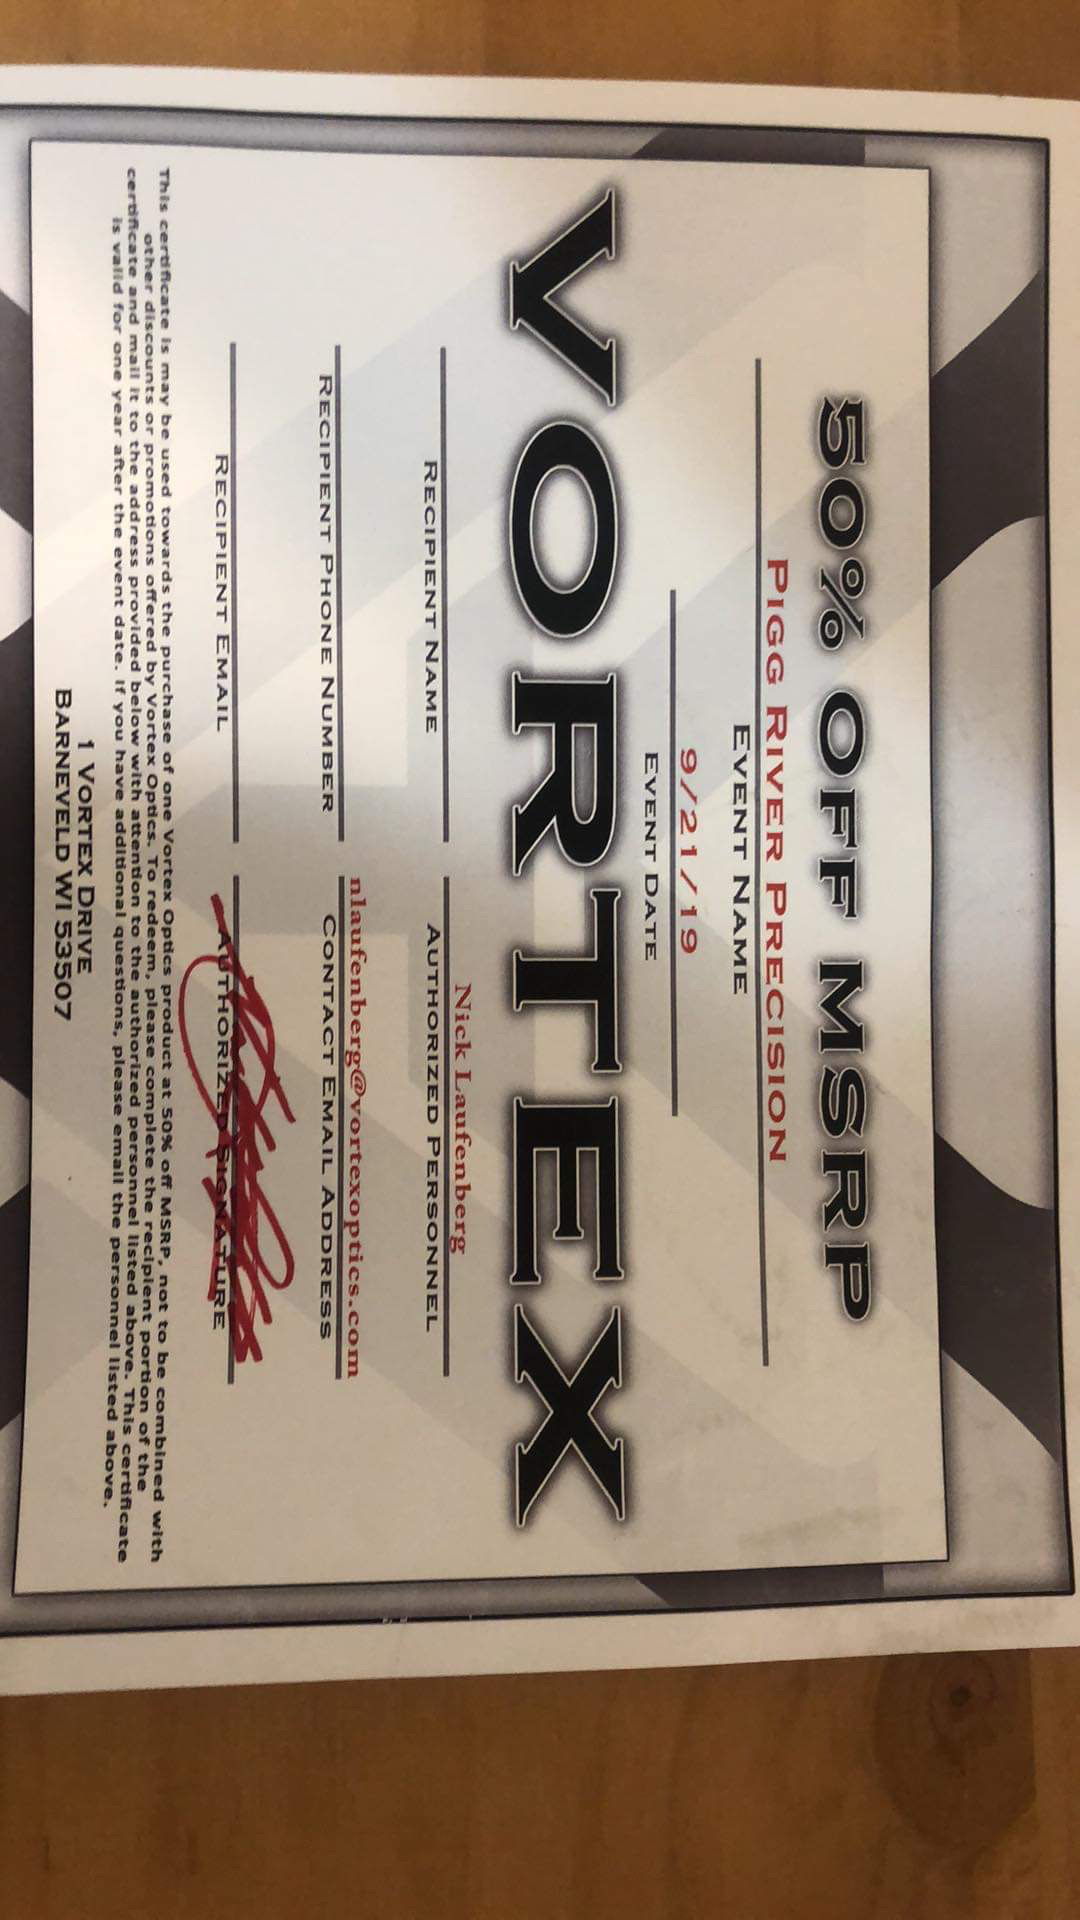 50% OFF MSRP
PIGG RIVER PRECISION
EVENT NAME
9/21/19
EVENT DATE
VORTEX
Nick Laufenberg
RECIPIENT NAME AUTHORIZED PERSONNEL
nlaufenberg@vortexoptics.com
RECIPIENT PHONE NUMBER CONTACT EMAIL ADDRESS
RECIPIENT EMAIL AUTHORIZED SIGNATURE
This certificate is may be used towards the purchase of one Vortex Optics product at 50% off MSRP, not to be combined with
other discounts or promotions offered by Vortex Optics. To redeem, please complete the recipient portion of the
certificate and mail it to the address provided below with attention to the authorized personnel listed above. This certificate
is valid for one year after the event date. If you have additional questions, please email the personnel listed above.
1 VORTEX DRIVE
BARNEVELD WI 53507